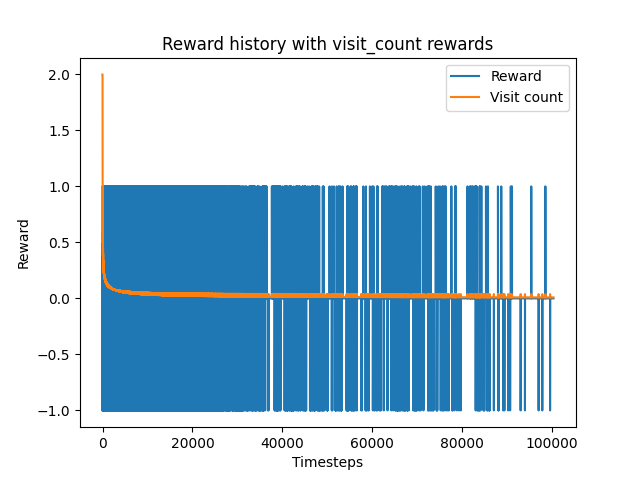 Reward history with visit_count rewards
Reward
Visit count
2.0
1.5
1.0
0.5
0.0
−0.5
−1.0
Reward
0 20000 40000 60000 80000 100000
Timesteps